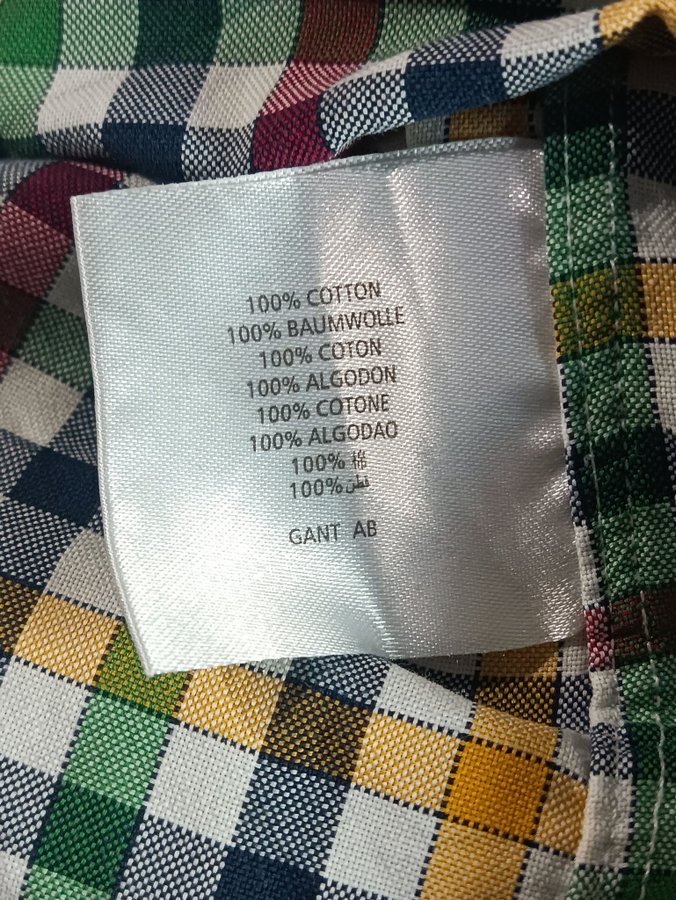 100% COTTON
100% BAUMWOLLE
100% COTON
100% ALGODON
100% COTONE
100% ALGODAO
100% 棉
100% قطن
GANT AB